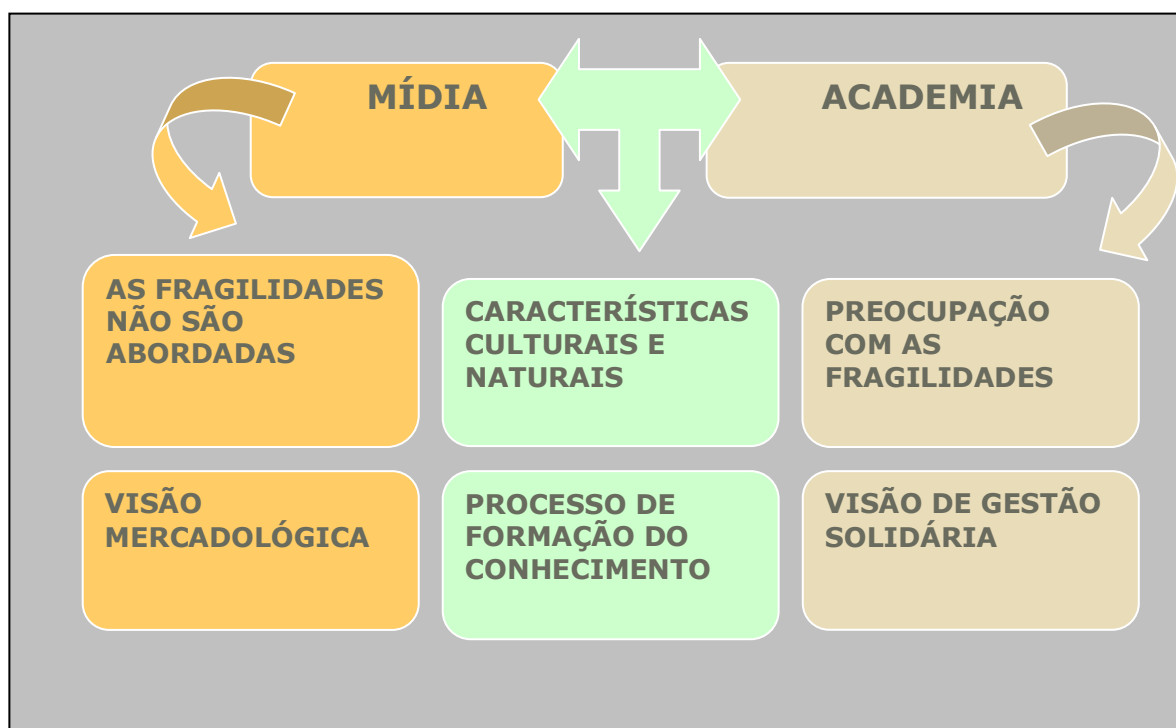 MÍDIA
ACADEMIA
AS FRAGILIDADES
NÃO SÃO
ABORDADAS
CARACTERÍSTICAS
CULTURAIS E
NATURAIS
PREOCUPAÇÃO
COM AS
FRAGILIDADES
VISÃO
MERCADOLÓGICA
PROCESSO DE
FORMAÇÃO DO
CONHECIMENTO
VISÃO DE GESTÃO
SOLIDÁRIA